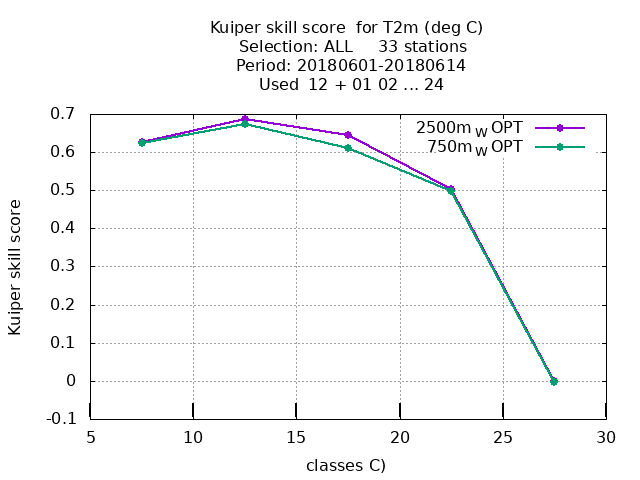 Kuiper skill score  for T2m (deg C)
Selection: ALL     33 stations
Period: 20180601-20180614
Used  12 + 01 02 ... 24
2500m W OPT
750m W OPT
0.7
0.6
0.5
0.4
0.3
0.2
0.1
0
-0.1
Kuiper skill score
5 10 15 20 25 30
classes C)